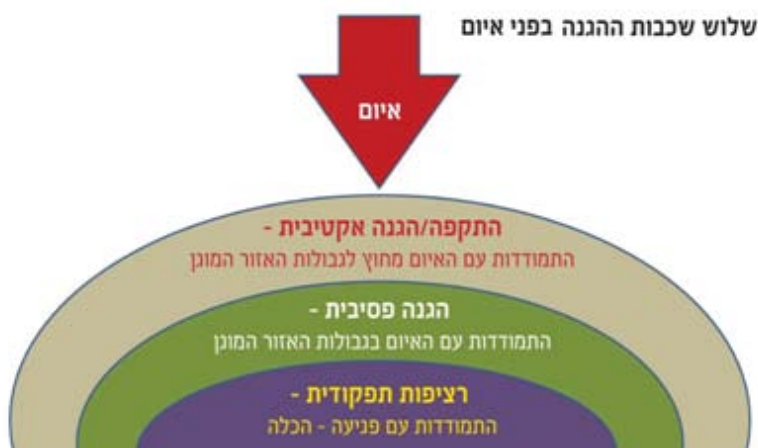 שלוש שכבות ההגנה בפני איום
איום
התקפה/הגנה אקטיבית -
התמודדות עם האיום מחוץ לגבולות האזור המוגן
הגנה פסיבית -
התמודדות עם האיום בגבולות האזור המוגן
רציפות תפקודית -
התמודדות עם פגיעה - הכלה